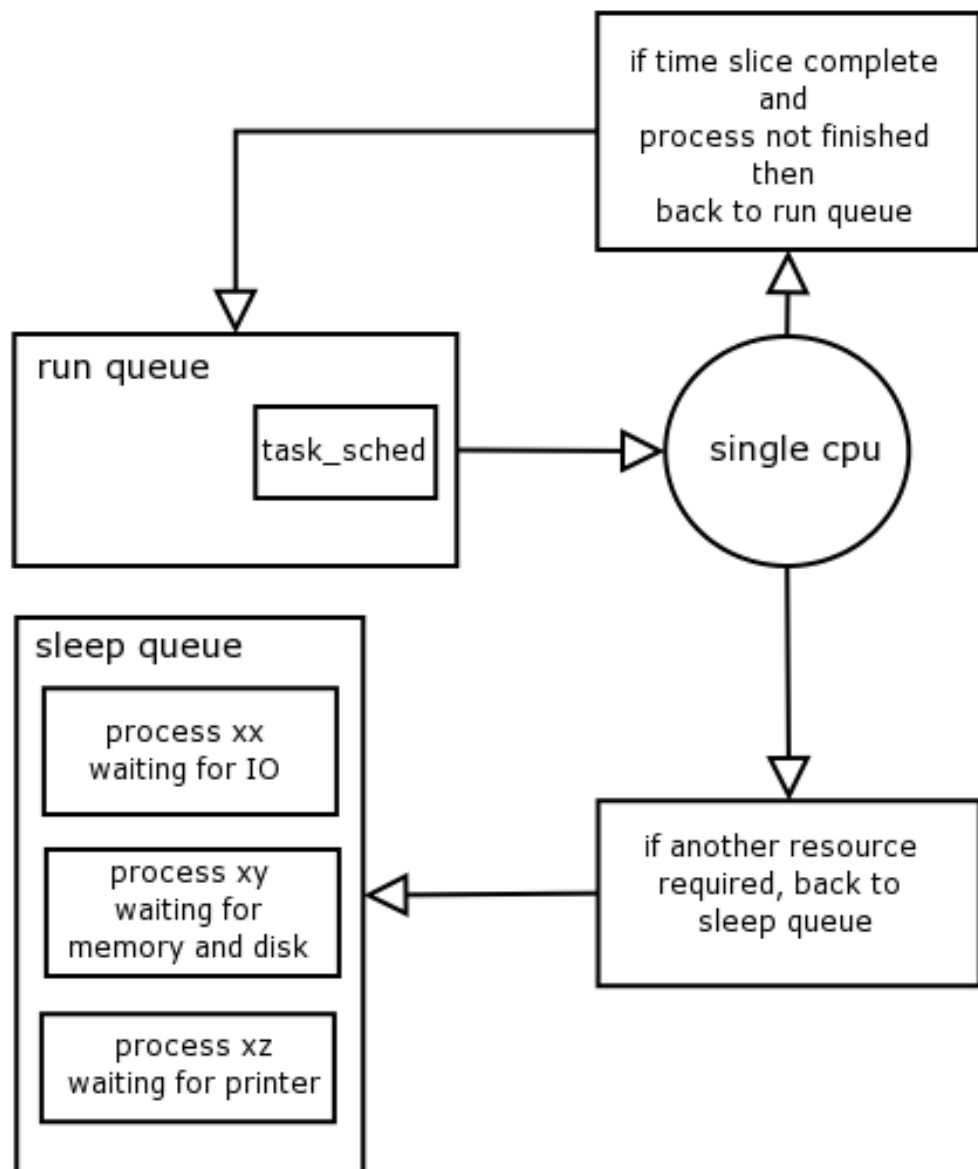 if time slice complete
and
process not finished
then
back to run queue
run queue
task_sched
single cpu
sleep queue
process xx
waiting for IO
process xy
waiting for
memory and disk
process xz
waiting for printer
if another resource
required, back to
sleep queue